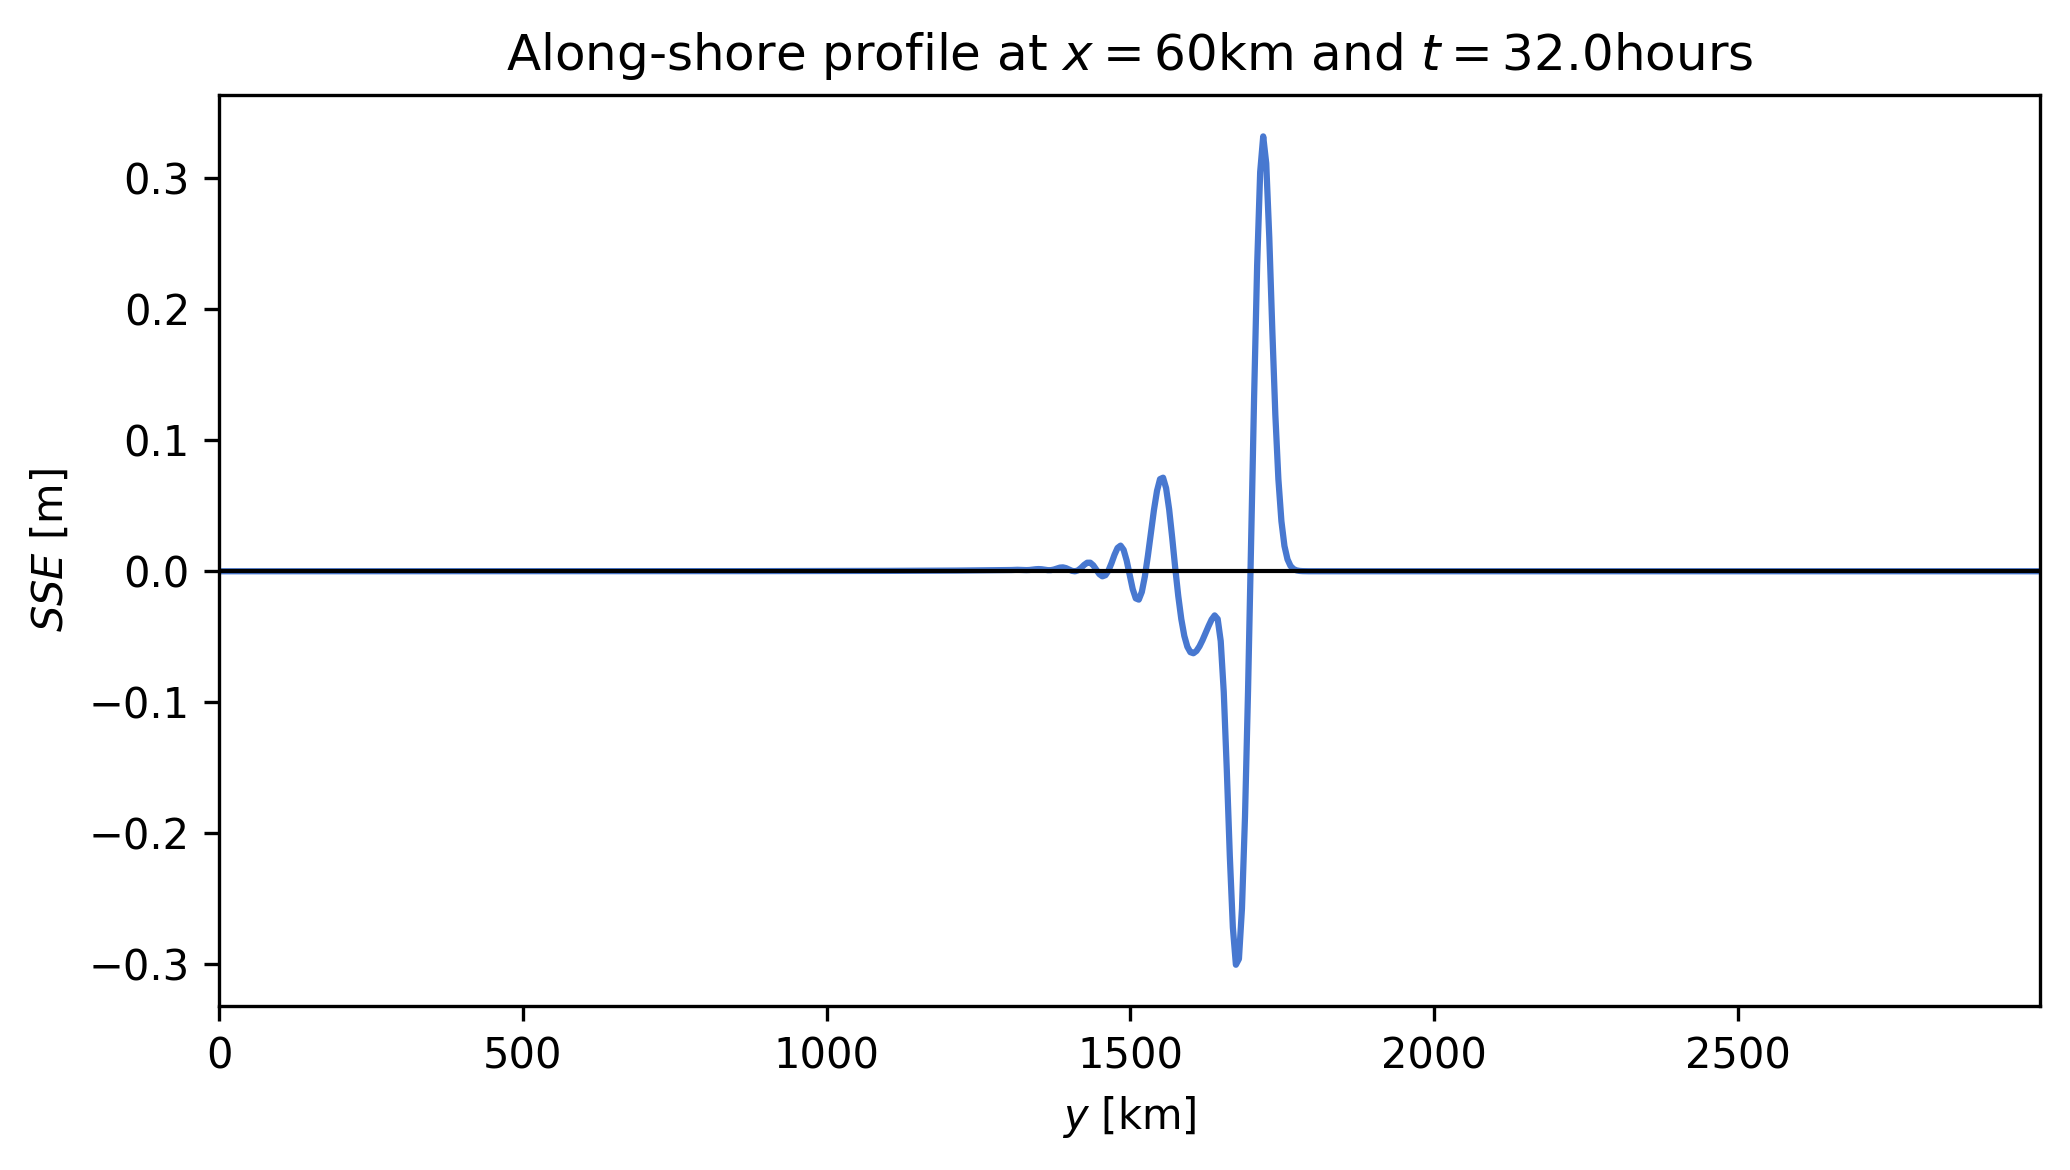 Along-shore profile at x = 60km and t = 32.0hours
0.3
0.2
0.1
0.0
−0.1
−0.2
−0.3
SSE [m]
0 500 1000 1500 2000 2500
y [km]